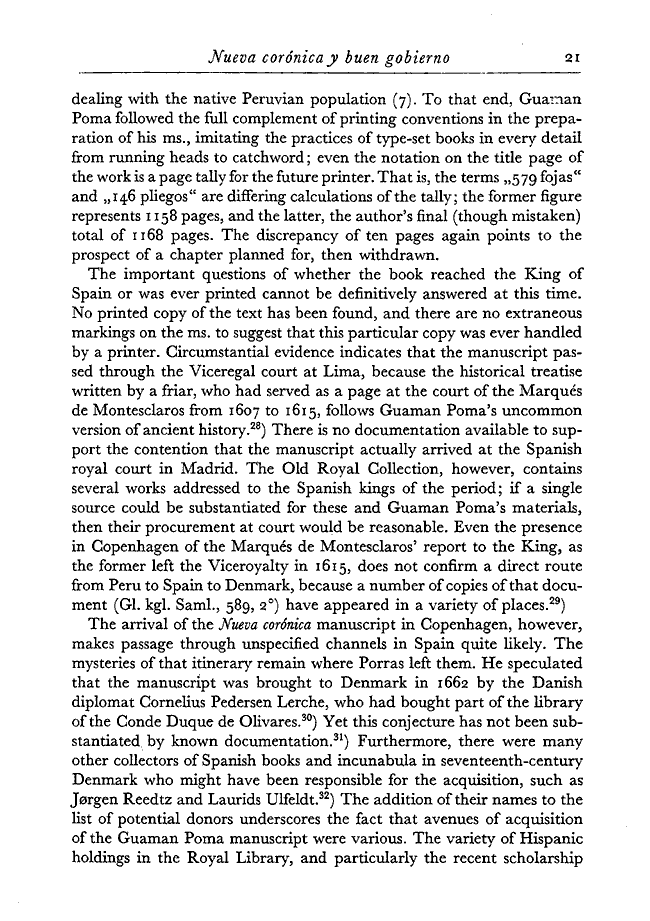 Nueva corónica y buen gobierno 21
dealing with the native Peruvian population (7). To that end, Guaman
Poma followed the full complement of printing conventions in the prepa-
ration of his ms., imitating the practices of type-set books in every detail
from running heads to catchword; even the notation on the title page of
the work is a page tally for the future printer. That is, the terms „579 fojas“
and „146 pliegos“ are differing calculations of the tally; the former figure
represents 1158 pages, and the latter, the author's final (though mistaken)
total of 1168 pages. The discrepancy of ten pages again points to the
prospect of a chapter planned for, then withdrawn.
The important questions of whether the book reached the King of
Spain or was ever printed cannot be definitively answered at this time.
No printed copy of the text has been found, and there are no extraneous
markings on the ms. to suggest that this particular copy was ever handled
by a printer. Circumstantial evidence indicates that the manuscript pas-
sed through the Viceregal court at Lima, because the historical treatise
written by a friar, who had served as a page at the court of the Marqués
de Montesclaros from 1607 to 1615, follows Guaman Poma's uncommon
version of ancient history.²⁸) There is no documentation available to sup-
port the contention that the manuscript actually arrived at the Spanish
royal court in Madrid. The Old Royal Collection, however, contains
several works addressed to the Spanish kings of the period; if a single
source could be substantiated for these and Guaman Poma's materials,
then their procurement at court would be reasonable. Even the presence
in Copenhagen of the Marqués de Montesclaros' report to the King, as
the former left the Viceroyalty in 1615, does not confirm a direct route
from Peru to Spain to Denmark, because a number of copies of that docu-
ment (Gl. kgl. Saml., 589, 2°) have appeared in a variety of places.²⁹)
The arrival of the Nueva corónica manuscript in Copenhagen, however,
makes passage through unspecified channels in Spain quite likely. The
mysteries of that itinerary remain where Porras left them. He speculated
that the manuscript was brought to Denmark in 1662 by the Danish
diplomat Cornelius Pedersen Lerche, who had bought part of the library
of the Conde Duque de Olivares.³⁰) Yet this conjecture has not been sub-
stantiated by known documentation.³¹) Furthermore, there were many
other collectors of Spanish books and incunabula in seventeenth-century
Denmark who might have been responsible for the acquisition, such as
Jørgen Reedtz and Laurids Ulfeldt.³²) The addition of their names to the
list of potential donors underscores the fact that avenues of acquisition
of the Guaman Poma manuscript were various. The variety of Hispanic
holdings in the Royal Library, and particularly the recent scholarship